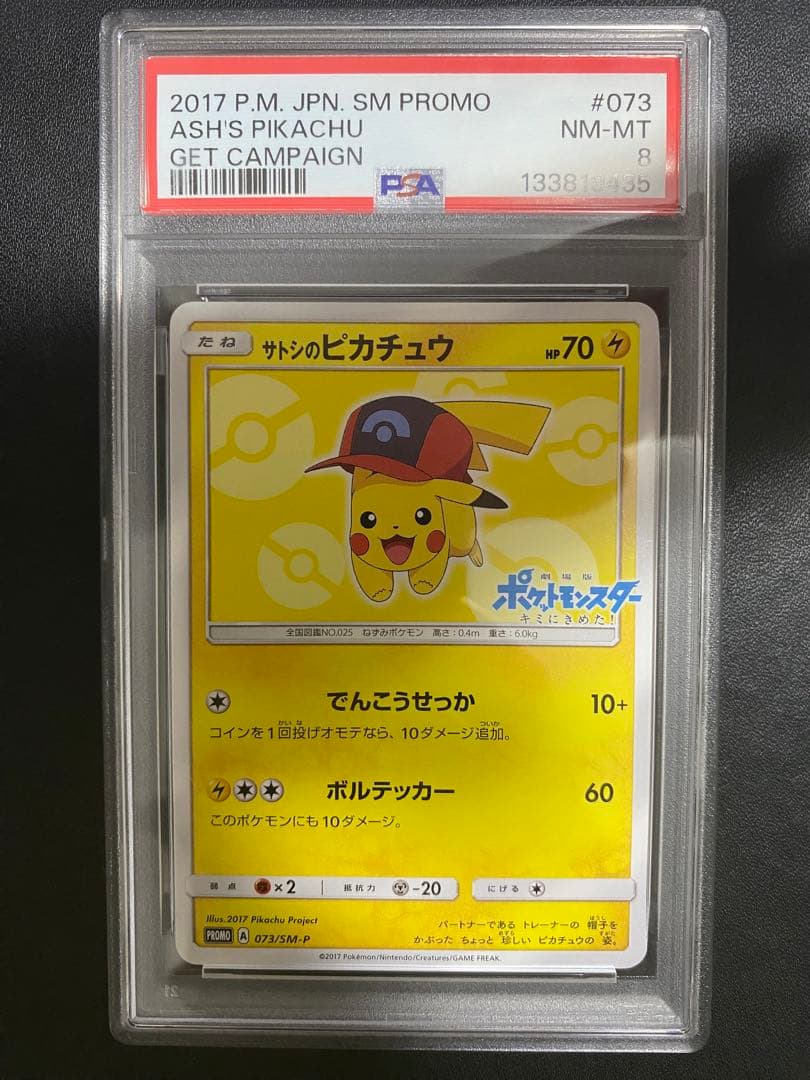 2017 P.M. JPN. SM PROMO #073
ASH'S PIKACHU NM-MT
GET CAMPAIGN 8
PSA 133819435
たね サトシのピカチュウ HP 70
劇場版
ポケットモンスター
キミにきめた!
全国図鑑NO.025 ねずみポケモン 高さ:0.4m 重さ:6.0kg
でんこうせっか 10+
コインを1回投げオモテなら、10ダメージ追加。
ボルテッカー 60
このポケモンにも10ダメージ。
弱点 ×2 抵抗力 -20 にげる
Illus.2017 Pikachu Project
パートナーである トレーナーの 帽子を
かぶった ちょっと 珍しい ピカチュウの 姿。
PROMO A 073/SM-P
©2017 Pokémon/Nintendo/Creatures/GAME FREAK.